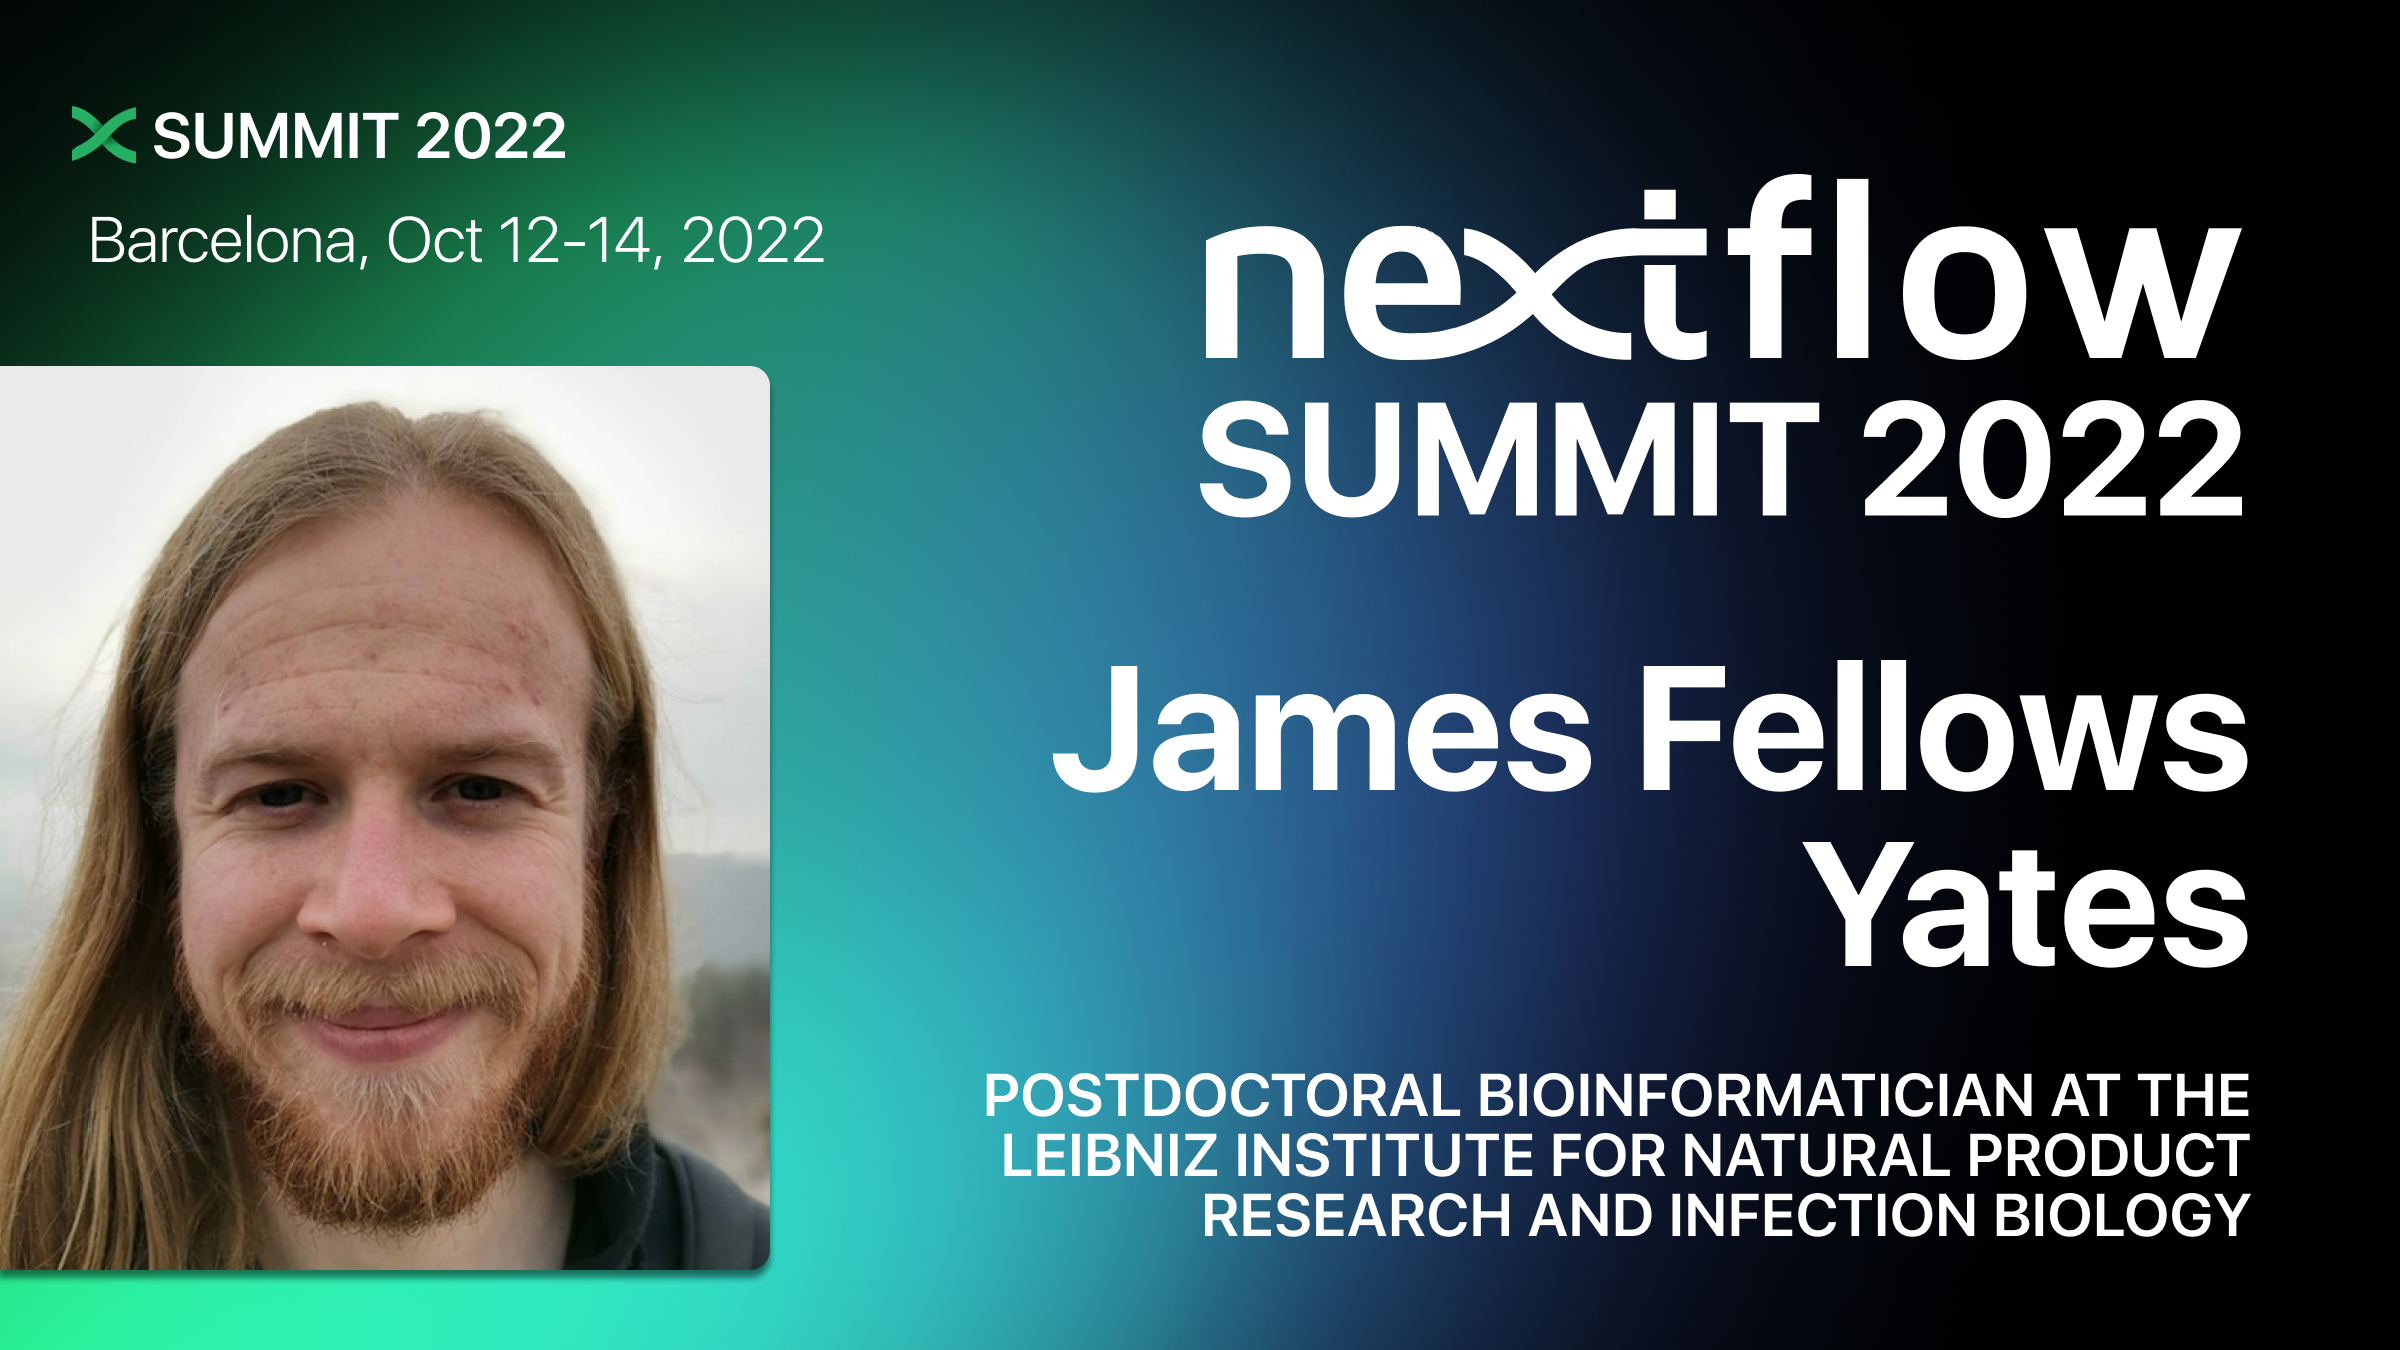 SUMMIT 2022
Barcelona, Oct 12-14, 2022
nextflow
SUMMIT 2022
James Fellows
Yates
POSTDOCTORAL BIOINFORMATICIAN AT THE
LEIBNIZ INSTITUTE FOR NATURAL PRODUCT
RESEARCH AND INFECTION BIOLOGY